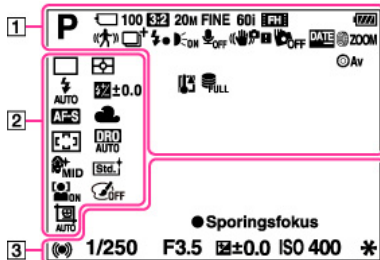 1
P 100 3:2 20M FINE 60i FH
ON OFF OFF DATE ZOOM
Av
FULL
2
AUTO ±0.0
AF-S
DRO
AUTO
MID Std.
ON OFF
AUTO
Sporingsfokus
3
1/250 F3.5 ±0.0 ISO 400 *